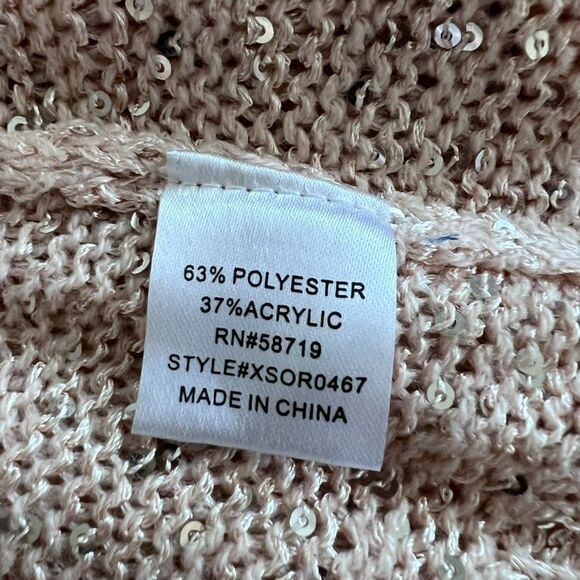 63% POLYESTER
37%ACRYLIC
RN#58719
STYLE#XSOR0467
MADE IN CHINA